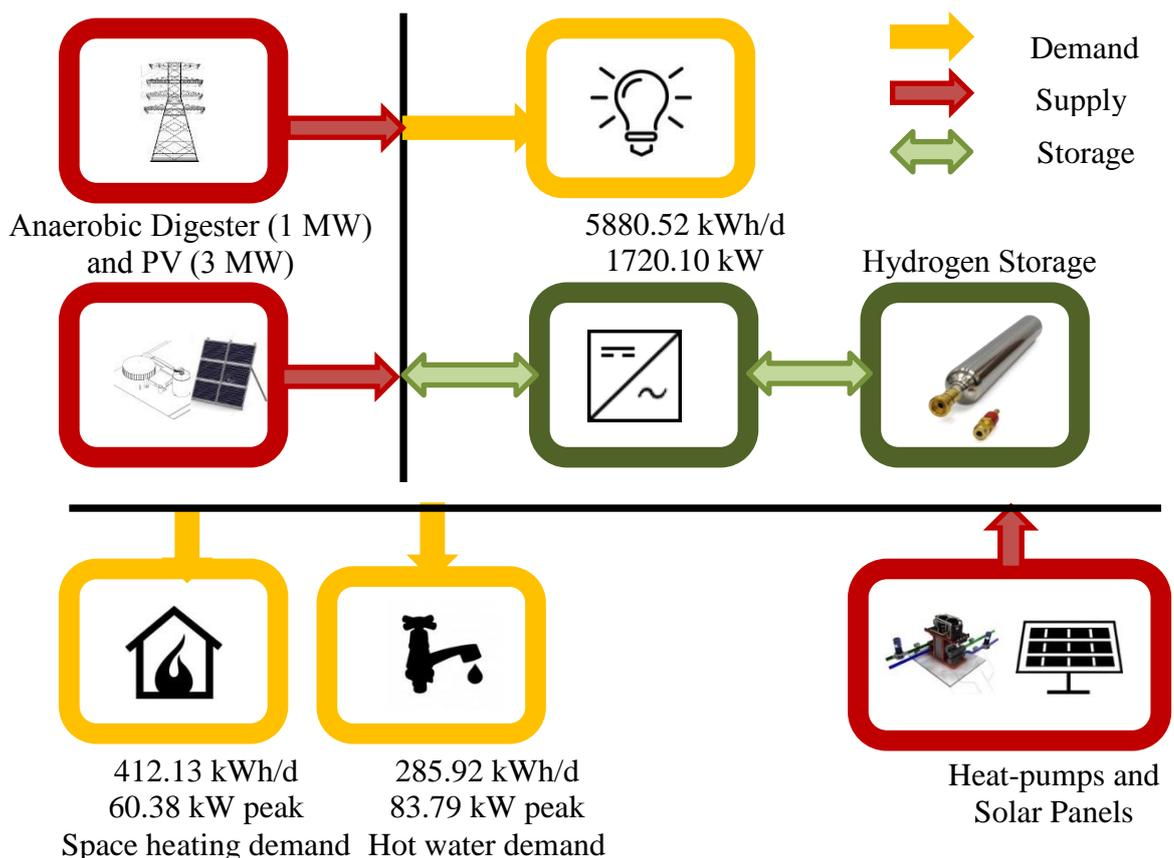 Demand
Supply
Storage
Anaerobic Digester (1 MW)
and PV (3 MW)
5880.52 kWh/d
1720.10 kW
Hydrogen Storage
412.13 kWh/d
60.38 kW peak
Space heating demand
285.92 kWh/d
83.79 kW peak
Hot water demand
Heat-pumps and
Solar Panels